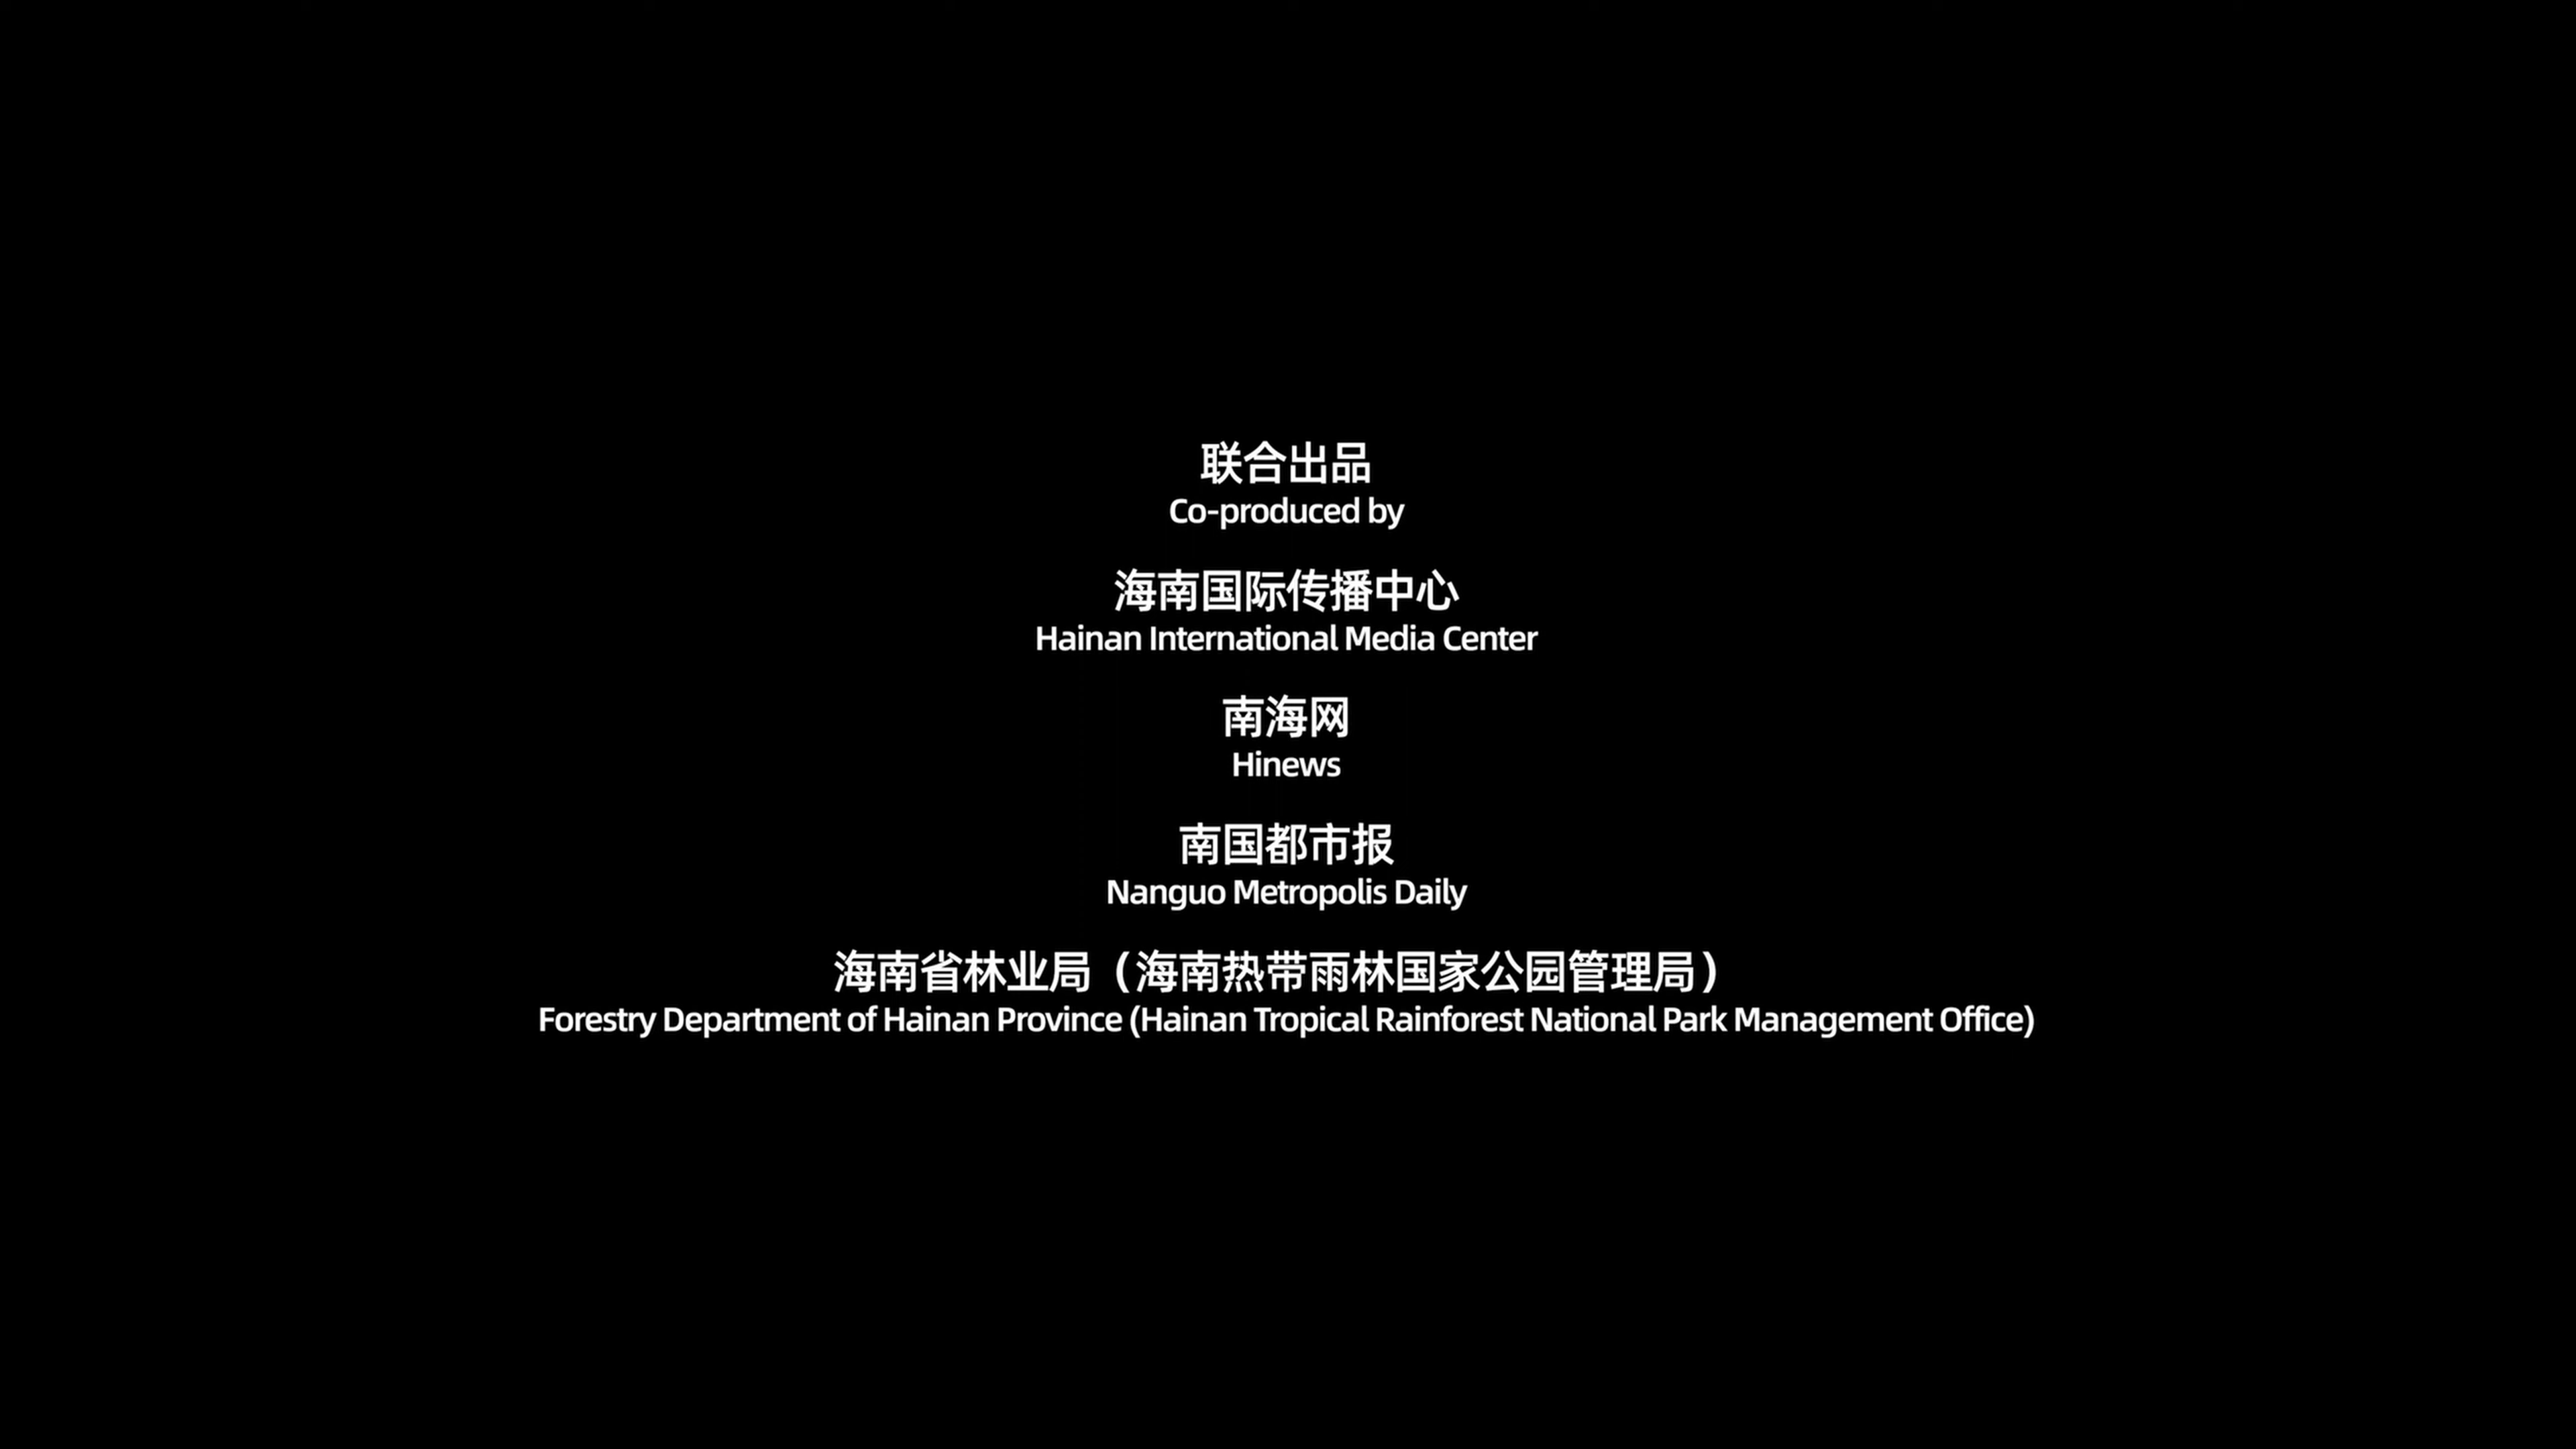 联合出品
Co-produced by
海南国际传播中心
Hainan International Media Center
南海网
Hinews
南国都市报
Nanguo Metropolis Daily
海南省林业局（海南热带雨林国家公园管理局）
Forestry Department of Hainan Province (Hainan Tropical Rainforest National Park Management Office)